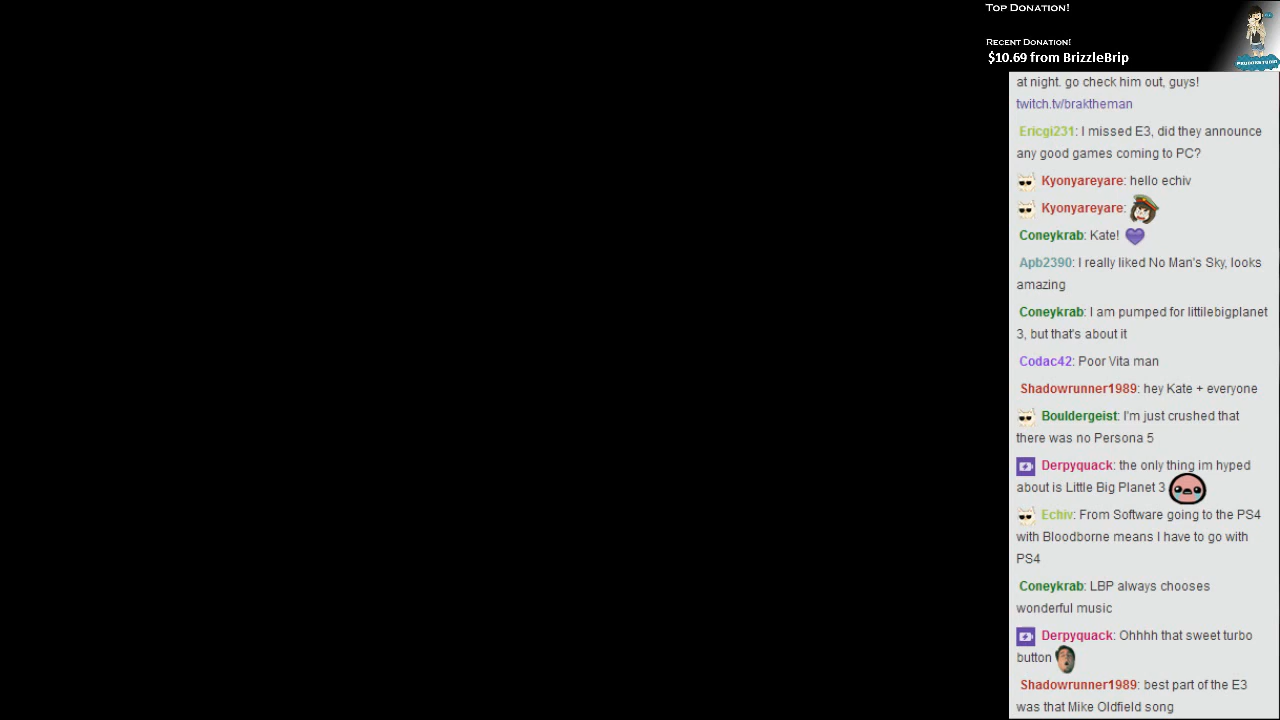 Top Donation!
Recent Donation!
$10.69 from BrizzleBrip
at night. go check him out, guys!
twitch.tv/braktheman
Ericgi231: I missed E3, did they announce
any good games coming to PC?
Kyonyareyare: hello echiv
Kyonyareyare:
Coneykrab: Kate!
Apb2390: I really liked No Man's Sky, looks
amazing
Coneykrab: I am pumped for littilebigplanet
3, but that's about it
Codac42: Poor Vita man
Shadowrunner1989: hey Kate + everyone
Bouldergeist: I'm just crushed that
there was no Persona 5
Derpyquack: the only thing im hyped
about is Little Big Planet 3
Echiv: From Software going to the PS4
with Bloodborne means I have to go with
PS4
Coneykrab: LBP always chooses
wonderful music
Derpyquack: Ohhhh that sweet turbo
button
Shadowrunner1989: best part of the E3
was that Mike Oldfield song